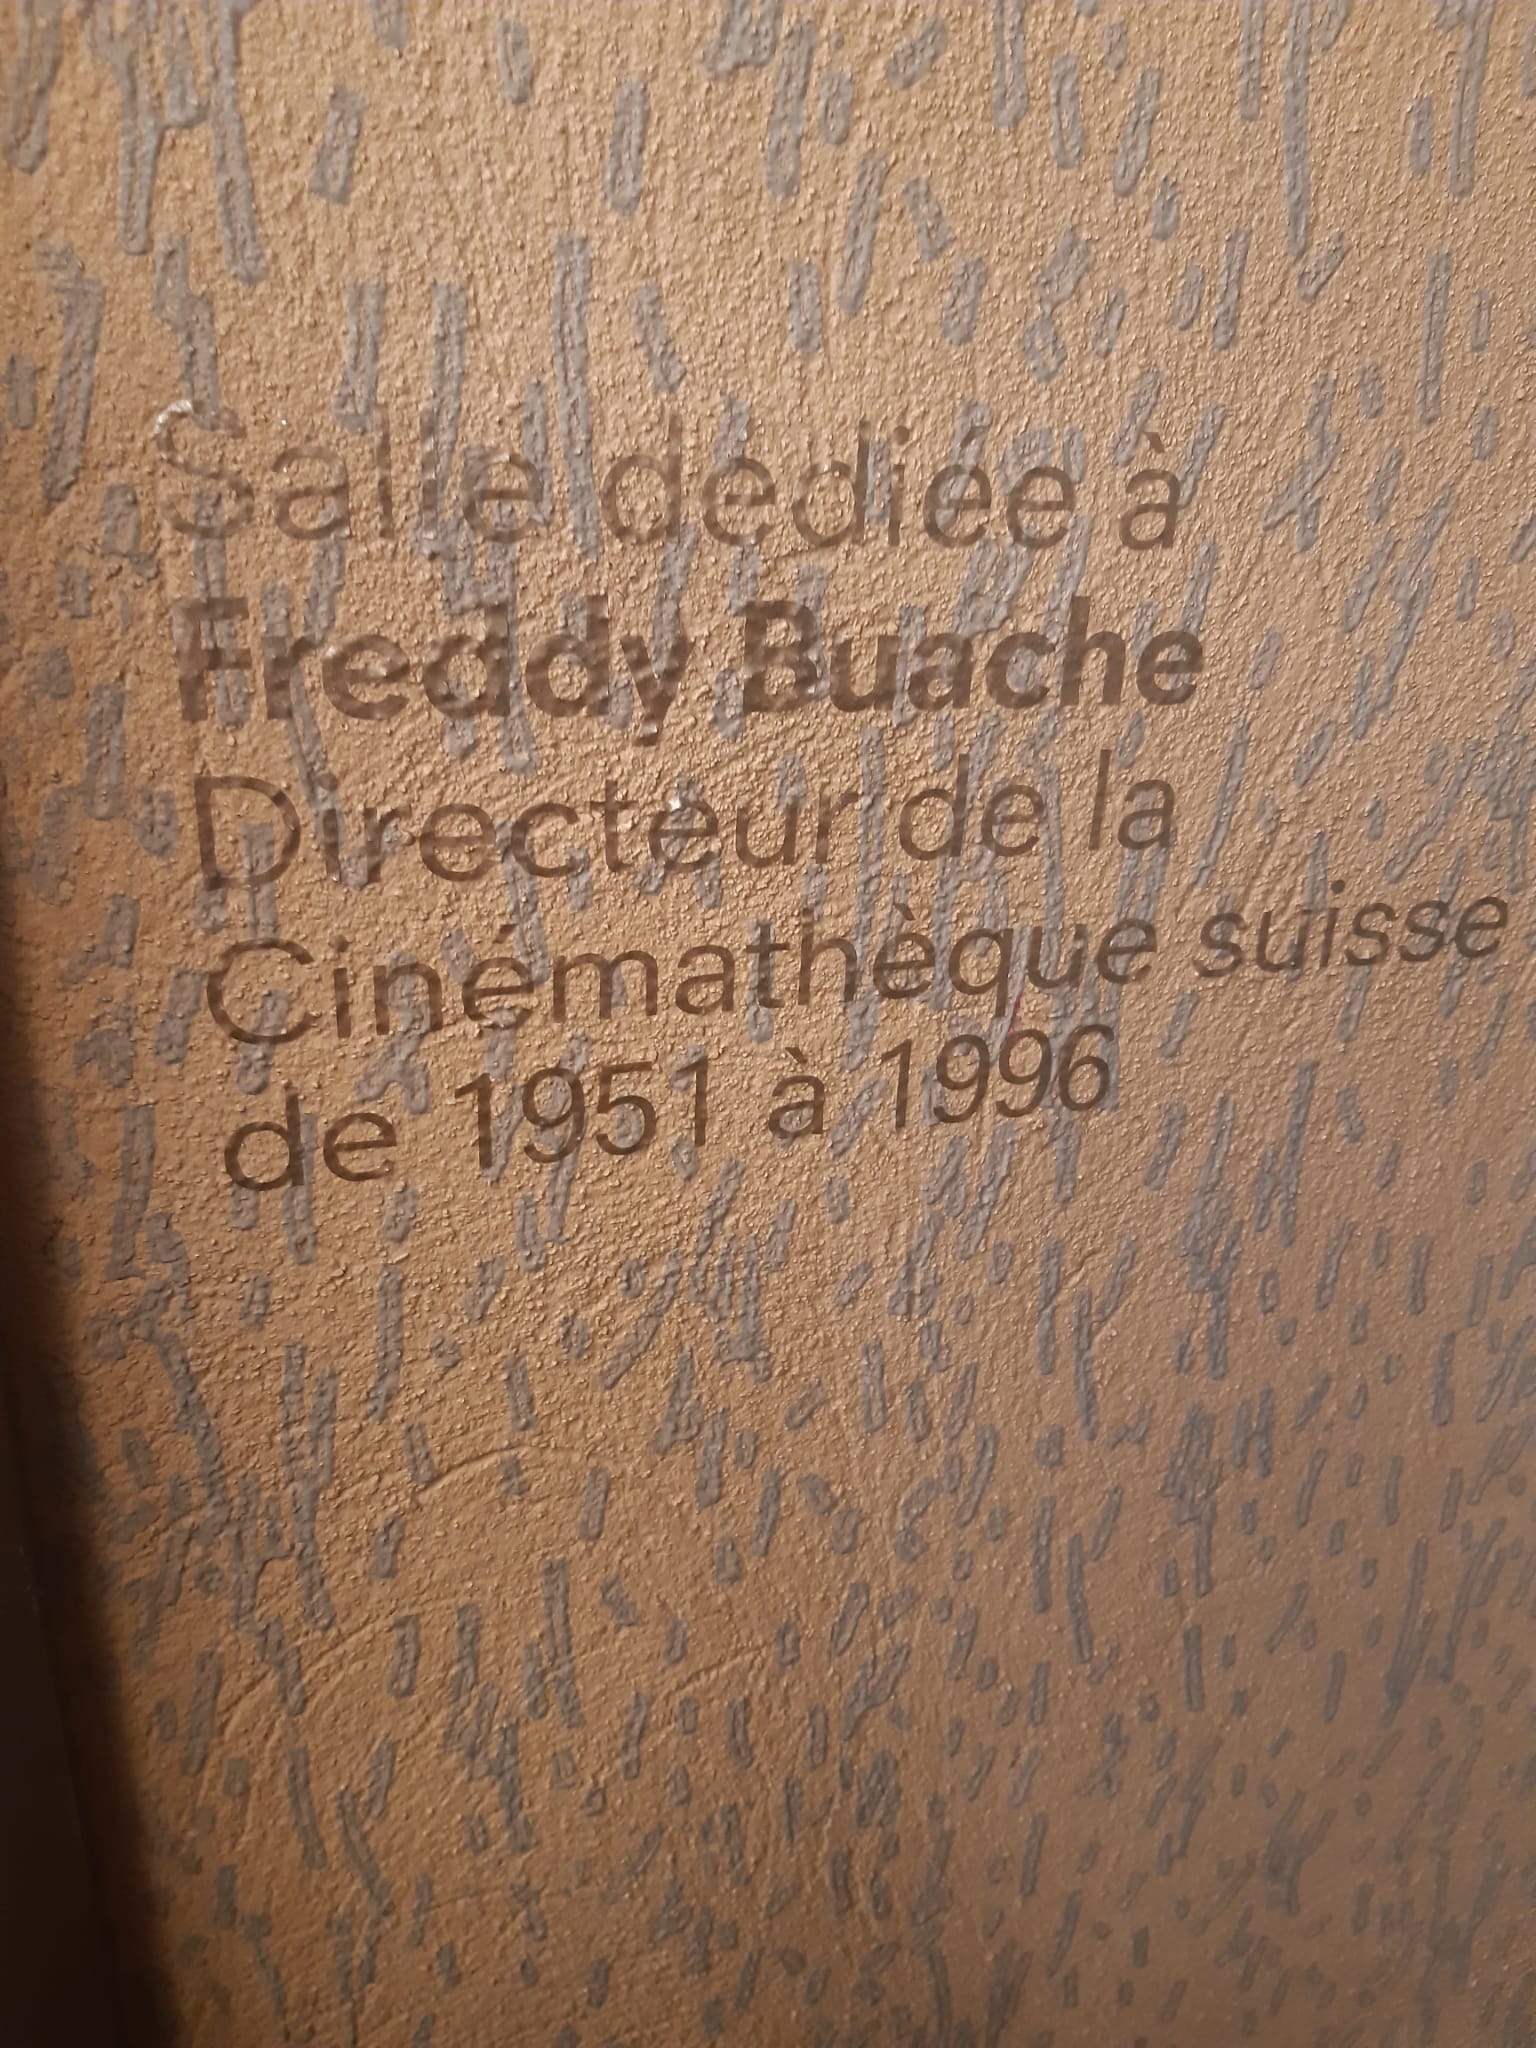 Salle dédiée à
Freddy Buache
Directeur de la
Cinémathèque suisse
de 1951 à 1996